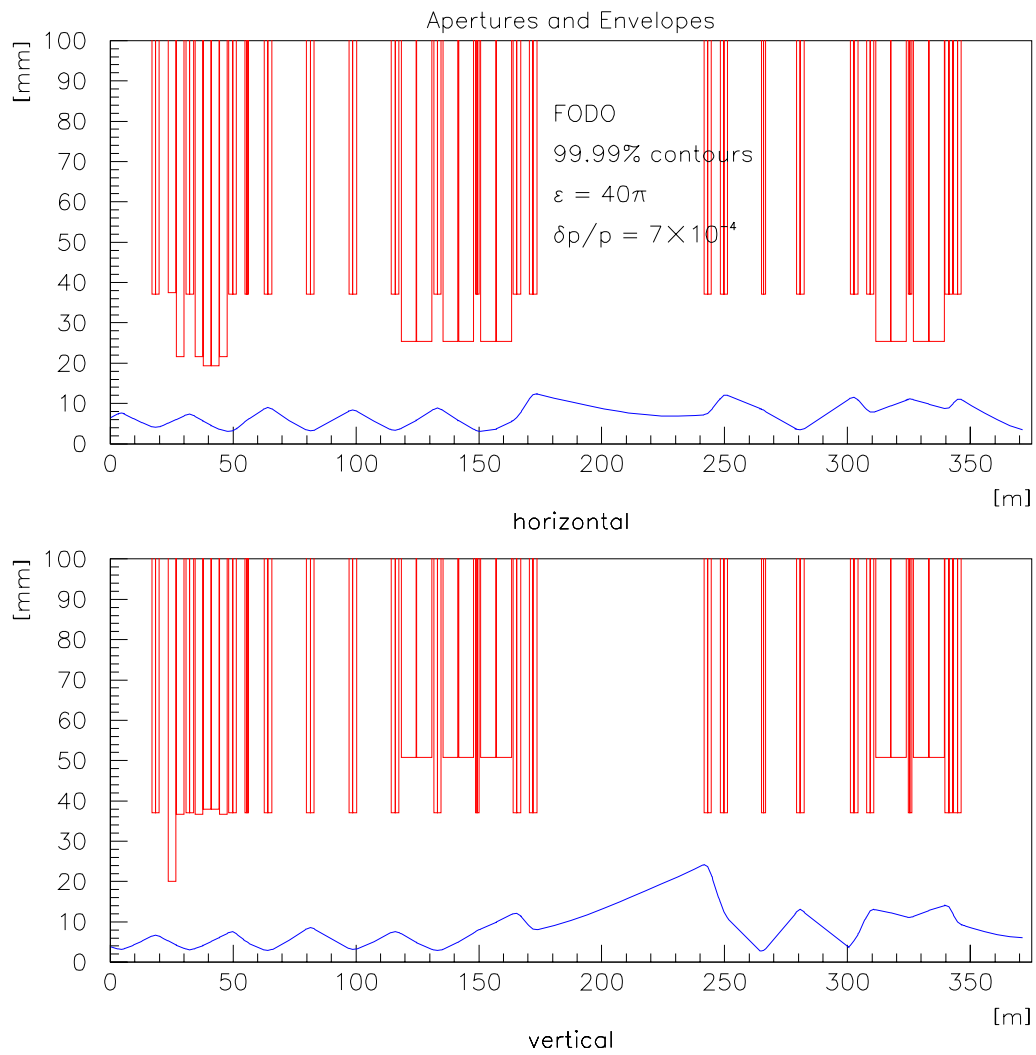 Apertures and Envelopes
[mm]
100
90
80
70
60
50
40
30
20
10
0
FODO
99.99% contours
ε = 40π
δp/p = 7×10⁻⁴
0 50 100 150 200 250 300 350
[m]
horizontal
[mm]
100
90
80
70
60
50
40
30
20
10
0
0 50 100 150 200 250 300 350
[m]
vertical